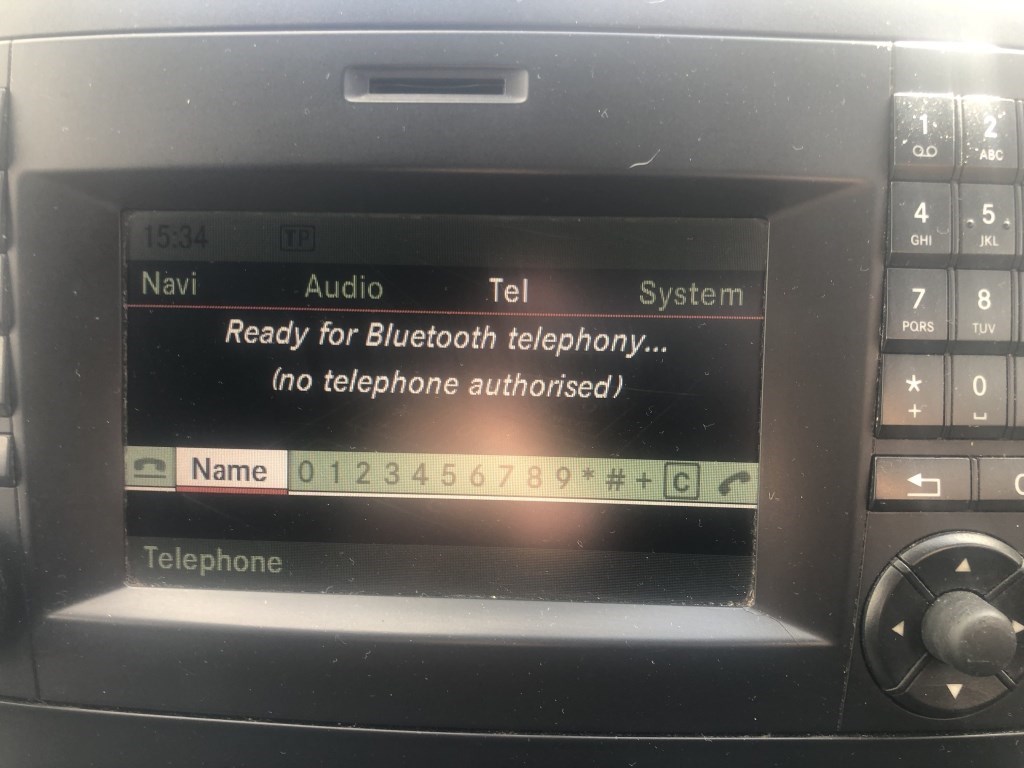 15:34 TP
Navi Audio Tel System
Ready for Bluetooth telephony...
(no telephone authorised)
Name 0 1 2 3 4 5 6 7 8 9 * # + C
Telephone
1 2
ABC
4 5
GHI JKL
7 8
PQRS TUV
* 0
+